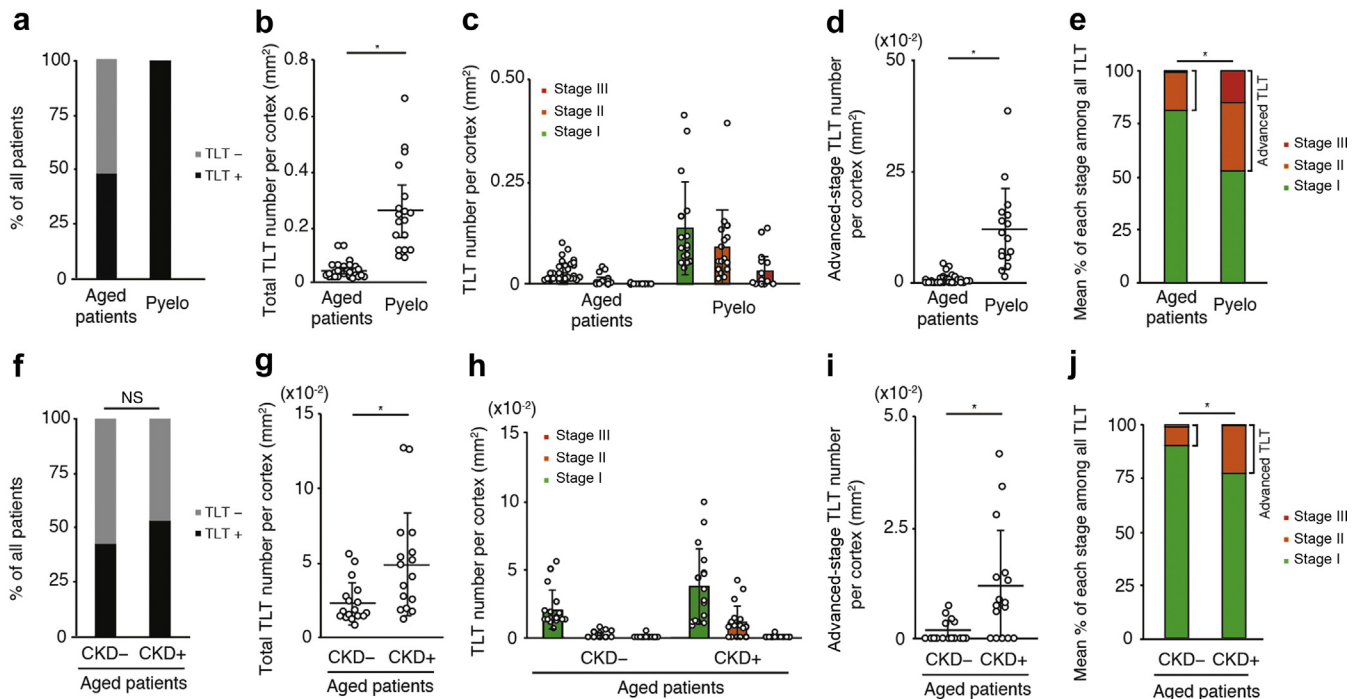 a
% of all patients
100
75
50
25
0
Aged
patients
Pyelo
TLT –
TLT +
b
Total TLT number per cortex (mm²)
0.8
0.6
0.4
0.2
0
*
Aged
patients
Pyelo
c
TLT number per cortex (mm²)
0.50
0.25
0
Stage III
Stage II
Stage I
Aged
patients
Pyelo
d
(x10⁻²)
Advanced-stage TLT number
per cortex (mm²)
50
25
0
*
Aged
patients
Pyelo
e
Mean % of each stage among all TLT
100
75
50
25
0
*
Advanced TLT
Stage III
Stage II
Stage I
Aged
patients
Pyelo
f
% of all patients
100
75
50
25
0
NS
TLT –
TLT +
CKD– CKD+
Aged patients
g
(x10⁻²)
Total TLT number per cortex (mm²)
15
10
5
0
*
CKD– CKD+
Aged patients
h
(x10⁻²)
TLT number per cortex (mm²)
15
10
5
0
Stage III
Stage II
Stage I
CKD– CKD+
Aged patients
i
(x10⁻²)
Advanced-stage TLT number
per cortex (mm²)
5.0
2.5
0
*
CKD– CKD+
Aged patients
j
Mean % of each stage among all TLT
100
75
50
25
0
*
Advanced TLT
Stage III
Stage II
Stage I
CKD– CKD+
Aged patients